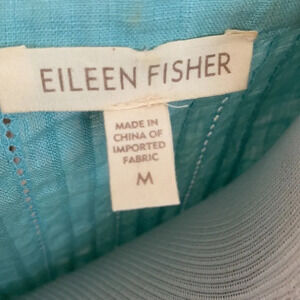 EILEEN FISHER
MADE IN
CHINA OF
IMPORTED
FABRIC
M